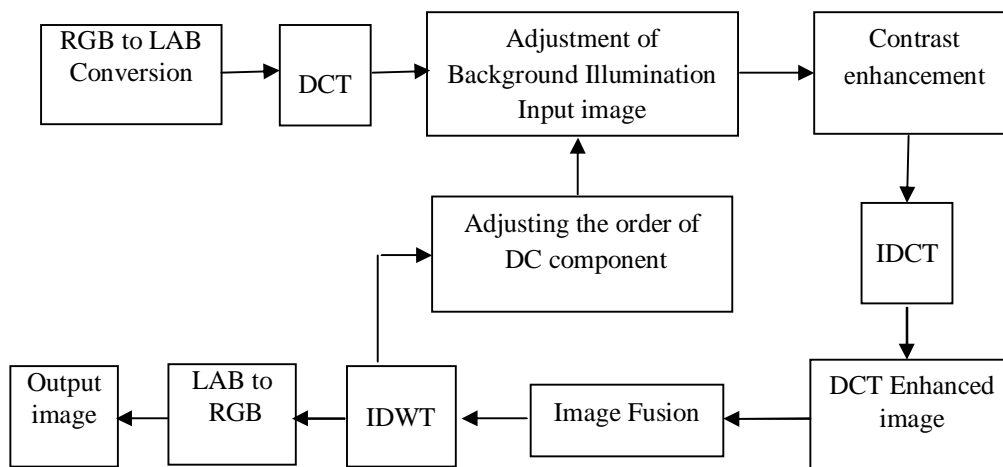 RGB to LAB
Conversion
DCT
Adjustment of
Background Illumination
Input image
Contrast
enhancement
Adjusting the order of
DC component
IDCT
Output
image
LAB to
RGB
IDWT
Image Fusion
DCT Enhanced
image